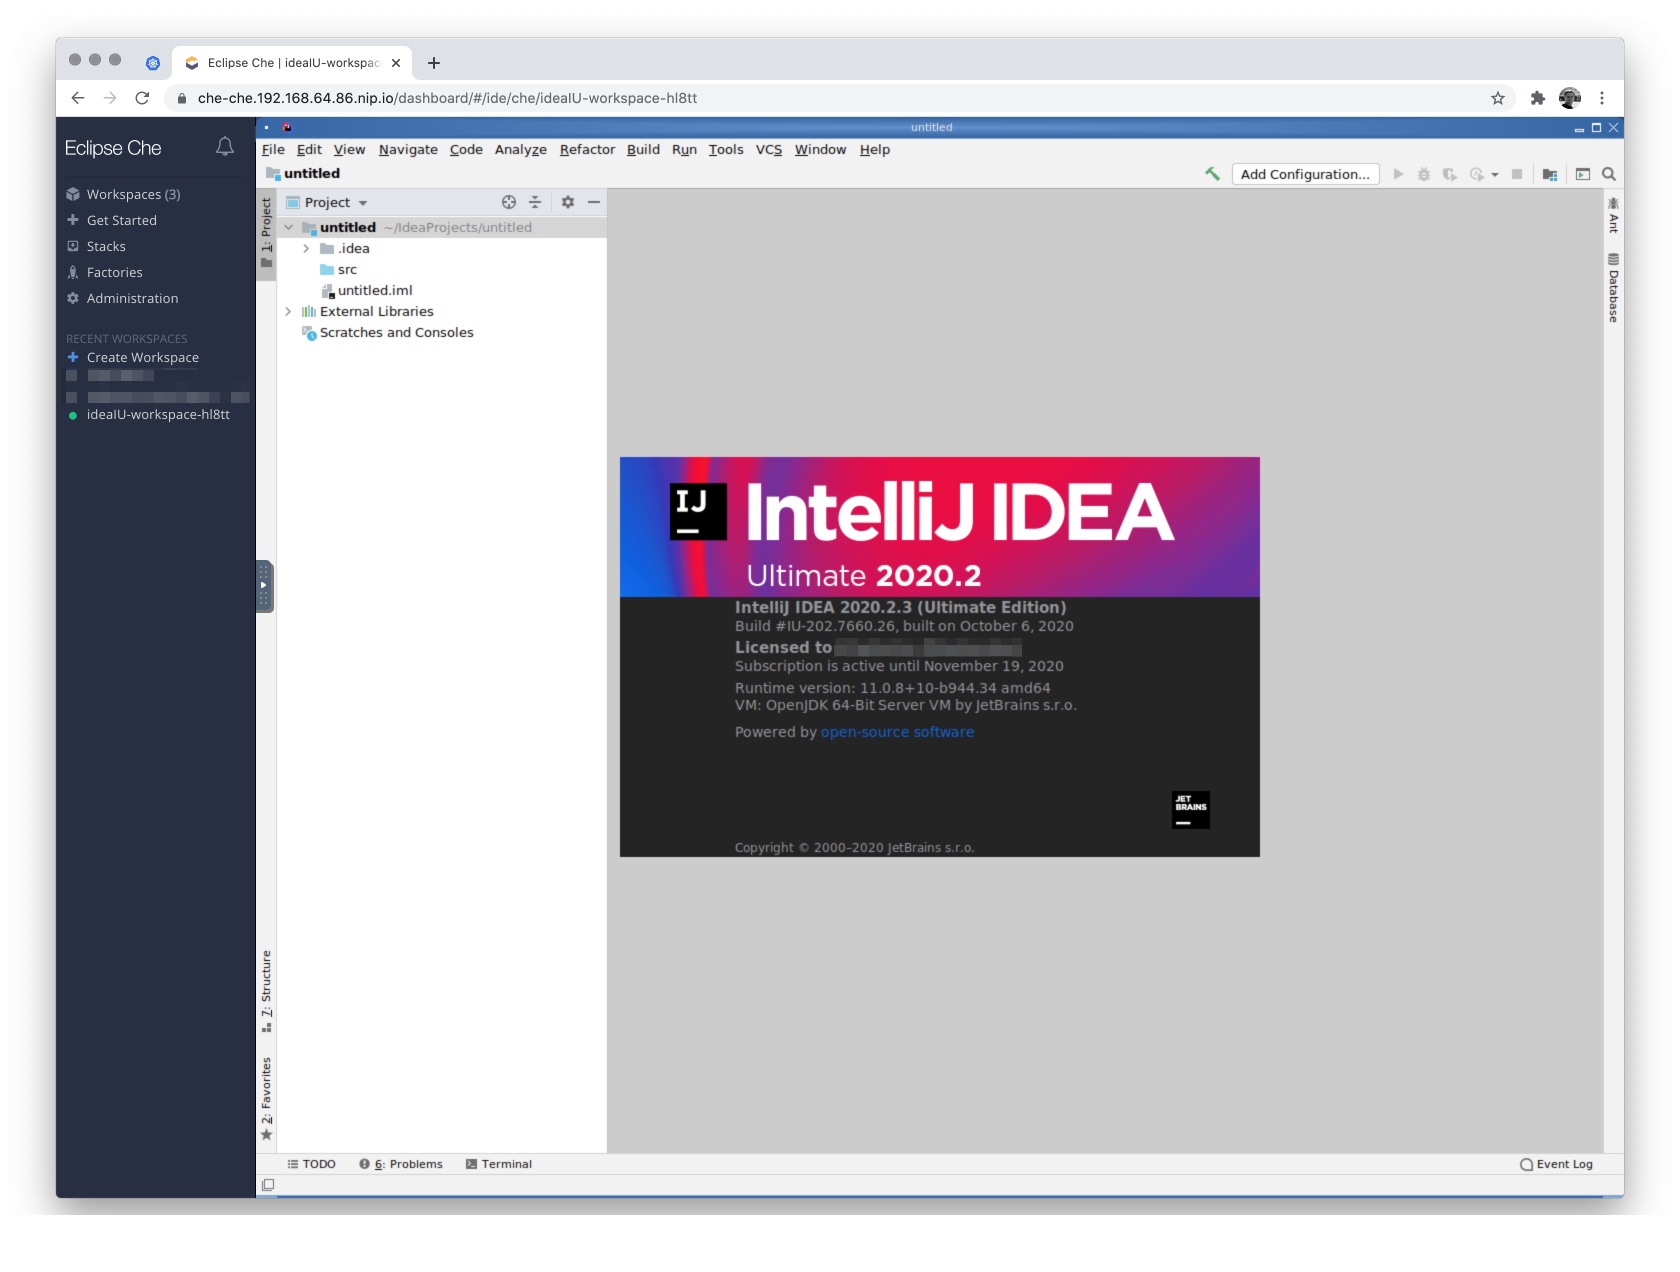 Eclipse Che | idealU-workspac
che-che.192.168.64.86.nip.io/dashboard/#/ide/che/idealU-workspace-hl8tt
Eclipse Che
Workspaces (3)
Get Started
Stacks
Factories
Administration
RECENT WORKSPACES
Create Workspace
idealU-workspace-hl8tt
untitled
File Edit View Navigate Code Analyze Refactor Build Run Tools VCS Window Help
untitled
Add Configuration...
1: Project
Project
untitled ~/IdeaProjects/untitled
.idea
src
untitled.iml
External Libraries
Scratches and Consoles
Ant
Database
IJ
IntelliJ IDEA
Ultimate 2020.2
IntelliJ IDEA 2020.2.3 (Ultimate Edition)
Build #IU-202.7660.26, built on October 6, 2020
Licensed to
Subscription is active until November 19, 2020
Runtime version: 11.0.8+10-b944.34 amd64
VM: OpenJDK 64-Bit Server VM by JetBrains s.r.o.
Powered by open-source software
JET
BRAINS
Copyright © 2000–2020 JetBrains s.r.o.
7: Structure
2: Favorites
TODO
6: Problems
Terminal
Event Log